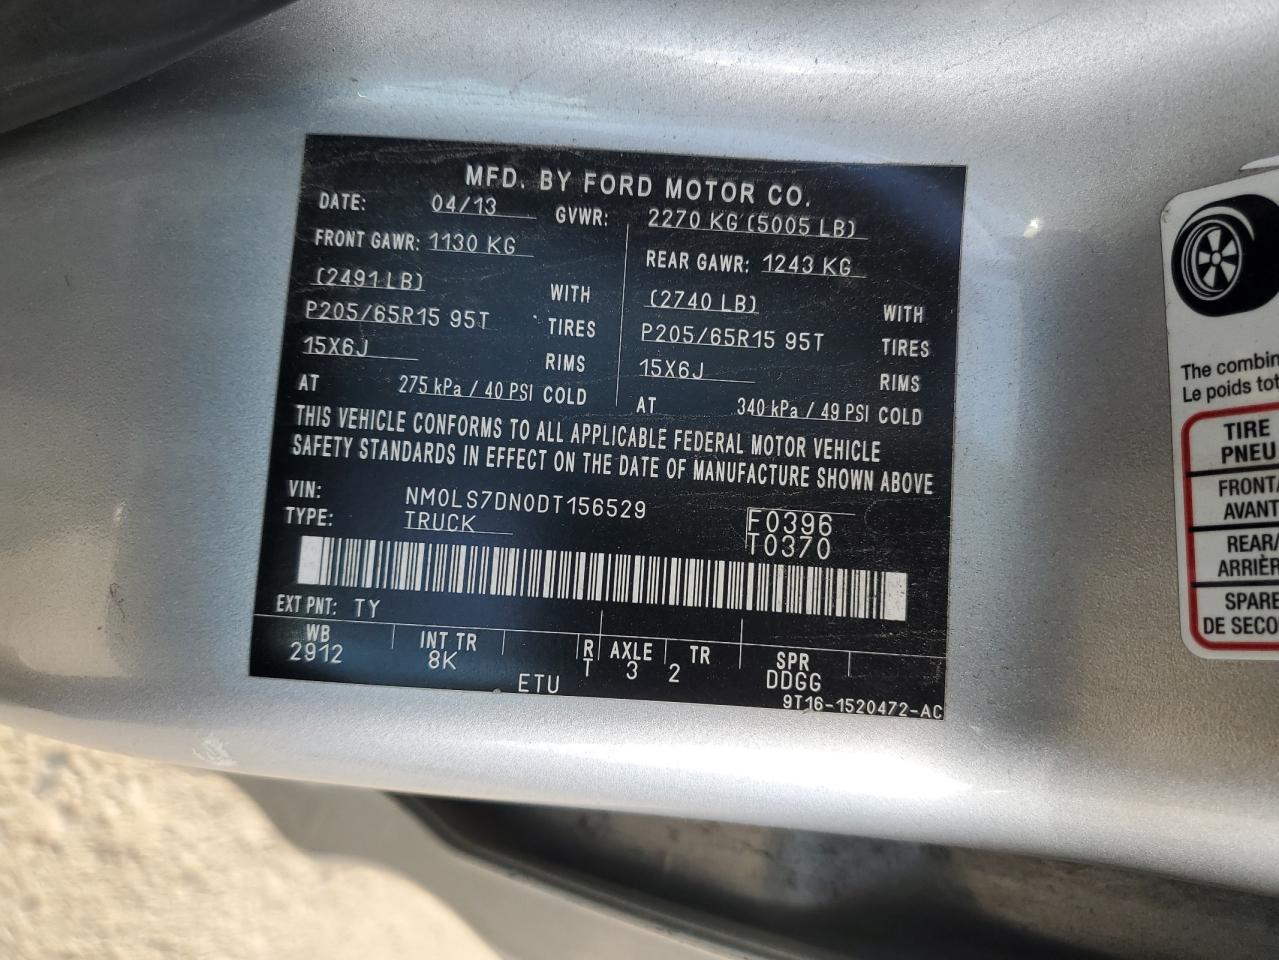 MFD. BY FORD MOTOR CO.
DATE: 04/13 GVWR: 2270 KG (5005 LB)
FRONT GAWR: 1130 KG REAR GAWR: 1243 KG
(2491 LB) WITH (2740 LB) WITH
P205/65R15 95T TIRES P205/65R15 95T TIRES
15X6J RIMS 15X6J RIMS
AT 275 kPa / 40 PSI COLD AT 340 kPa / 49 PSI COLD
THIS VEHICLE CONFORMS TO ALL APPLICABLE FEDERAL MOTOR VEHICLE
SAFETY STANDARDS IN EFFECT ON THE DATE OF MANUFACTURE SHOWN ABOVE
VIN: NM0LS7DN0DT156529 F0396
TYPE: TRUCK T0370
EXT PNT: TY
WB INT TR R AXLE TR SPR
2912 8K T 3 2 DDGG
ETU
9T16-1520472-AC
The combin
Le poids tot
TIRE
PNEU
FRONTA
AVANT
REAR/
ARRIÈR
SPARE
DE SECO